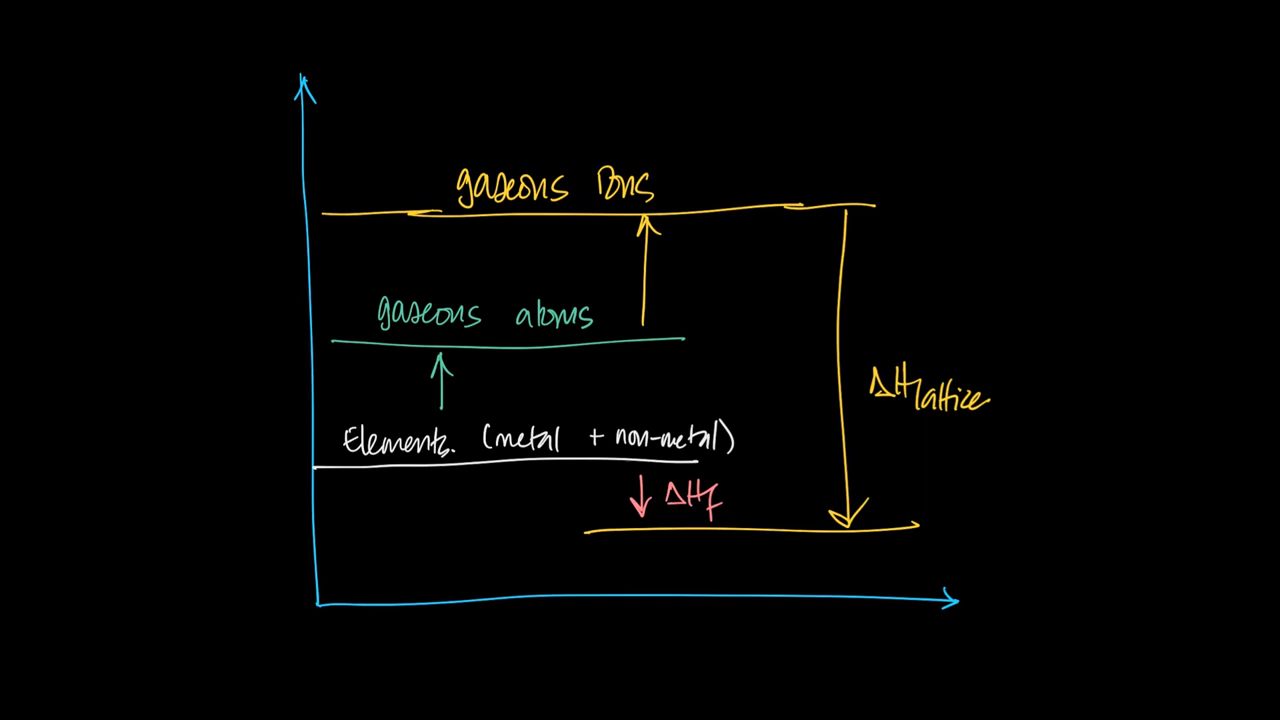 gaseous ions
gaseous atoms
ΔHlattice
Elements. (metal + non-metal)
ΔHf